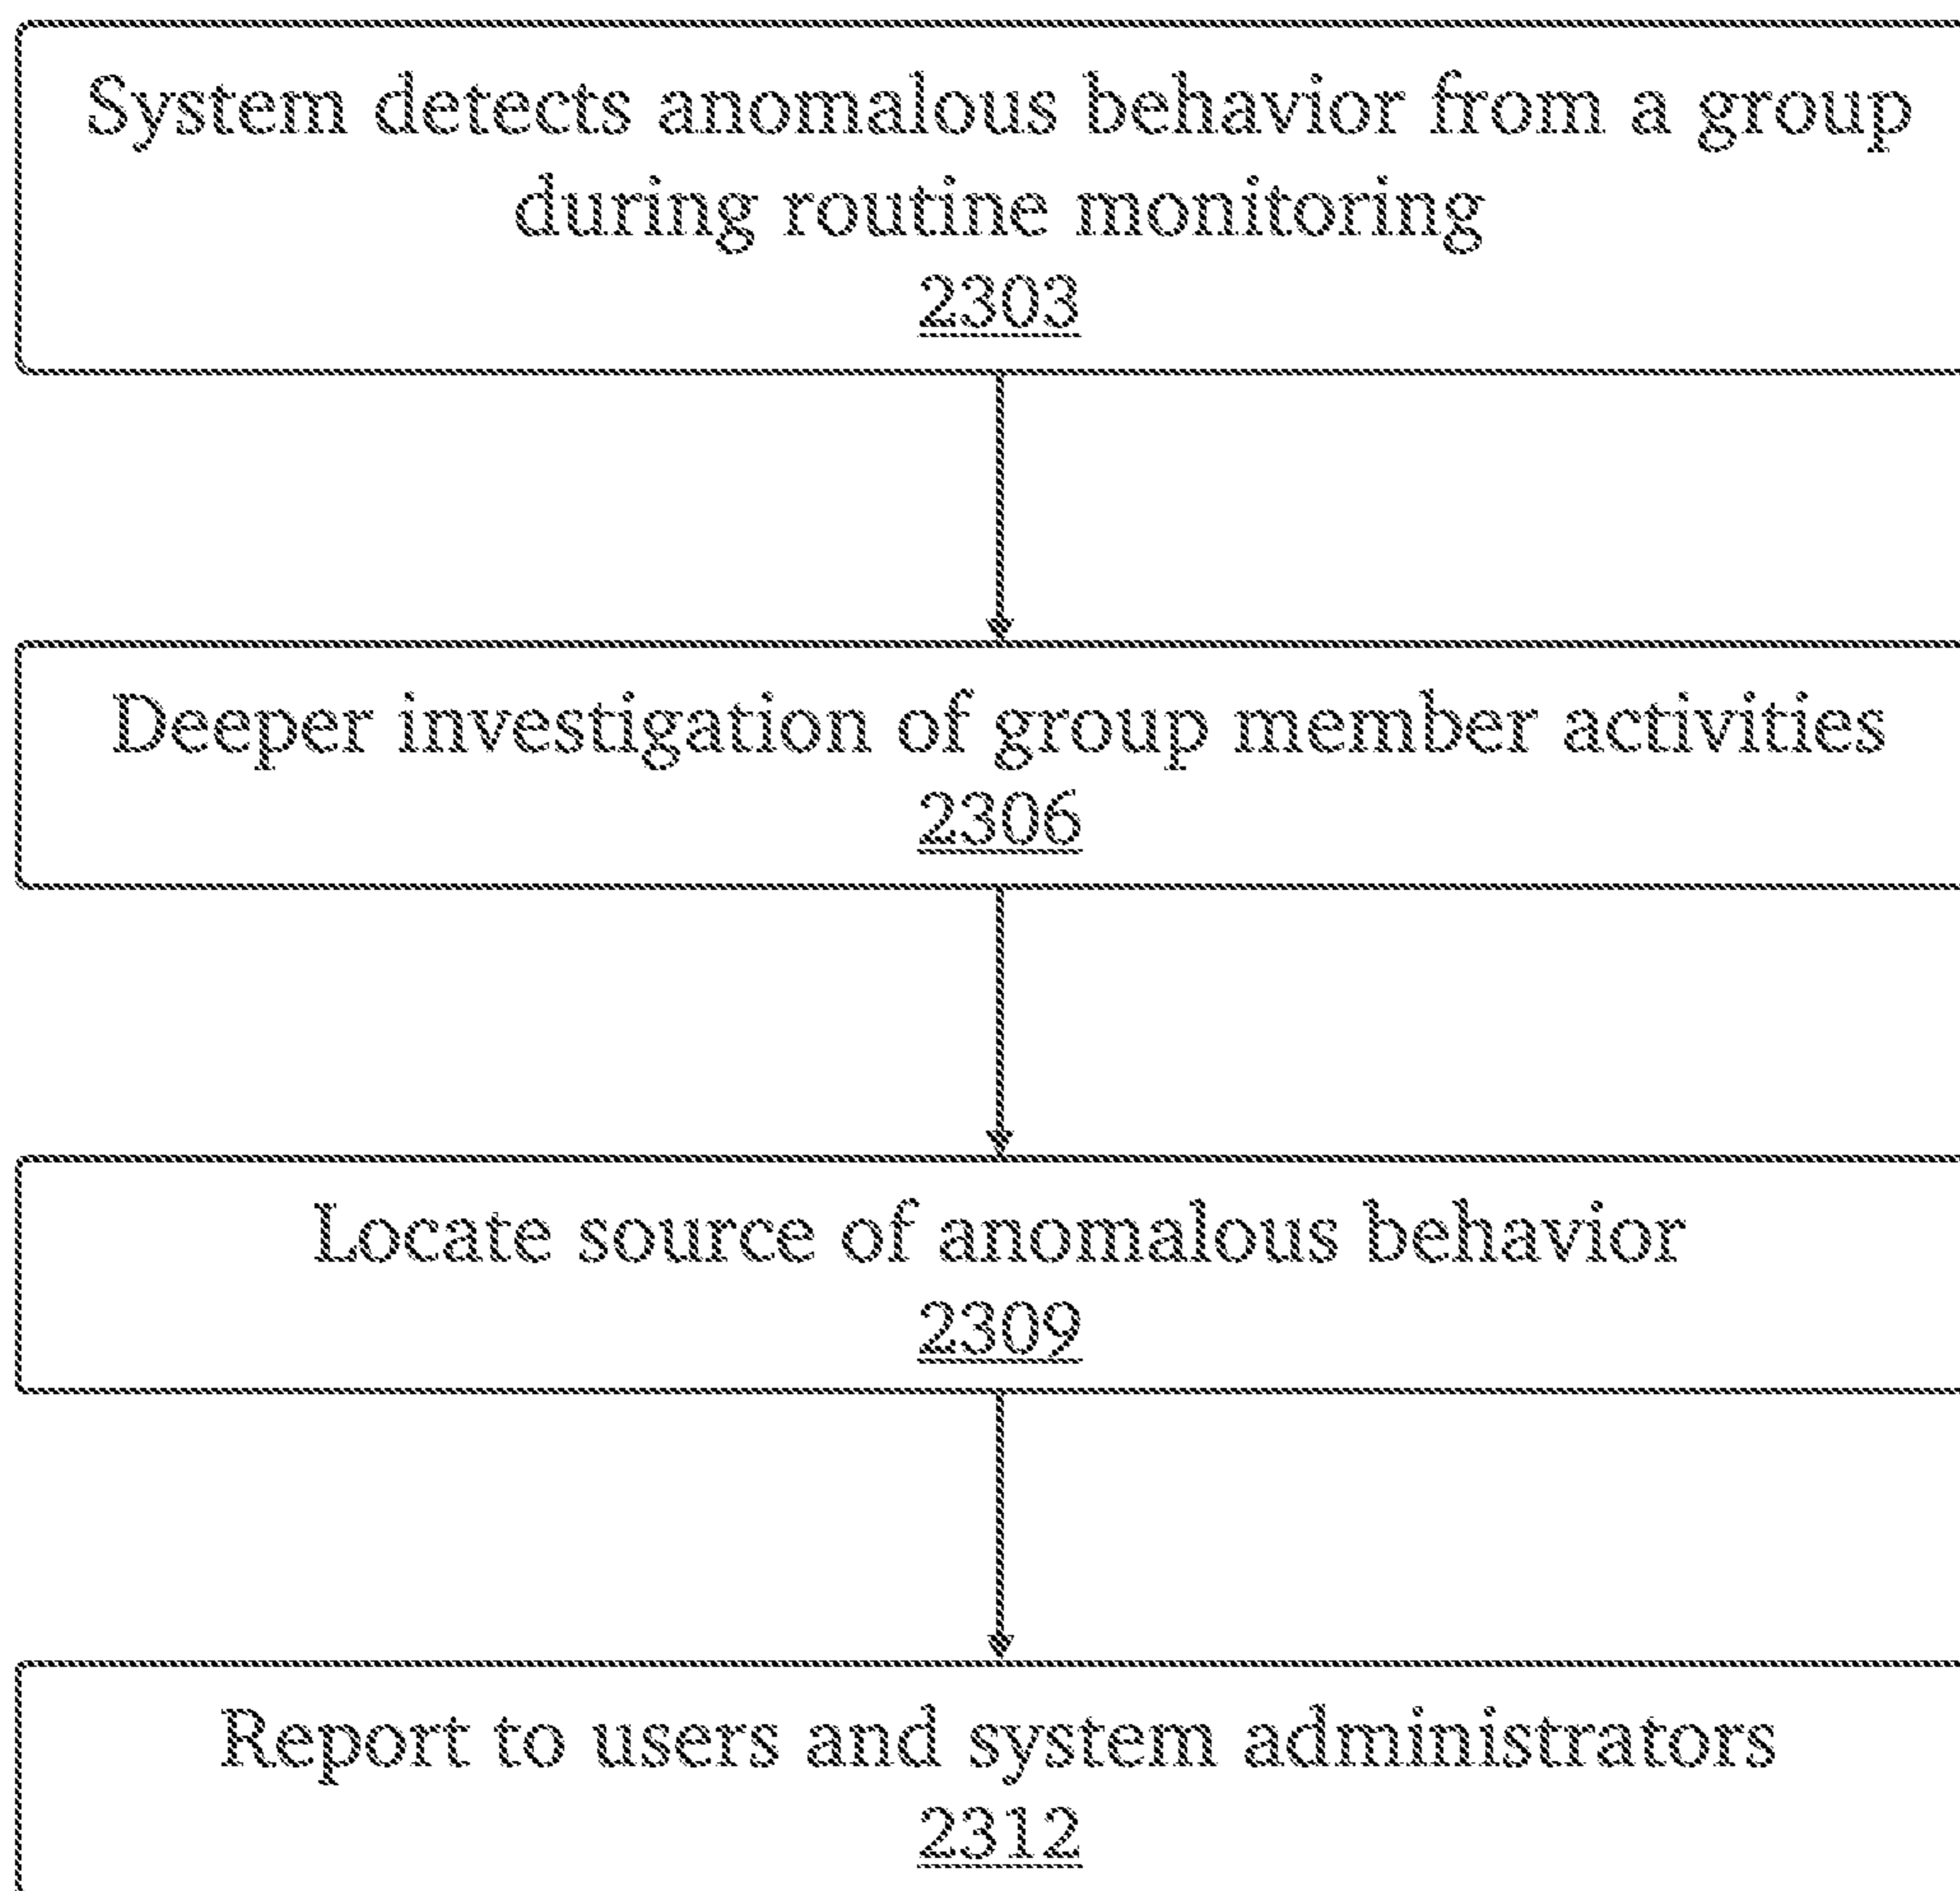 System detects anomalous behavior from a group
during routine monitoring
2303
Deeper investigation of group member activities
2306
Locate source of anomalous behavior
2309
Report to users and system administrators
2312